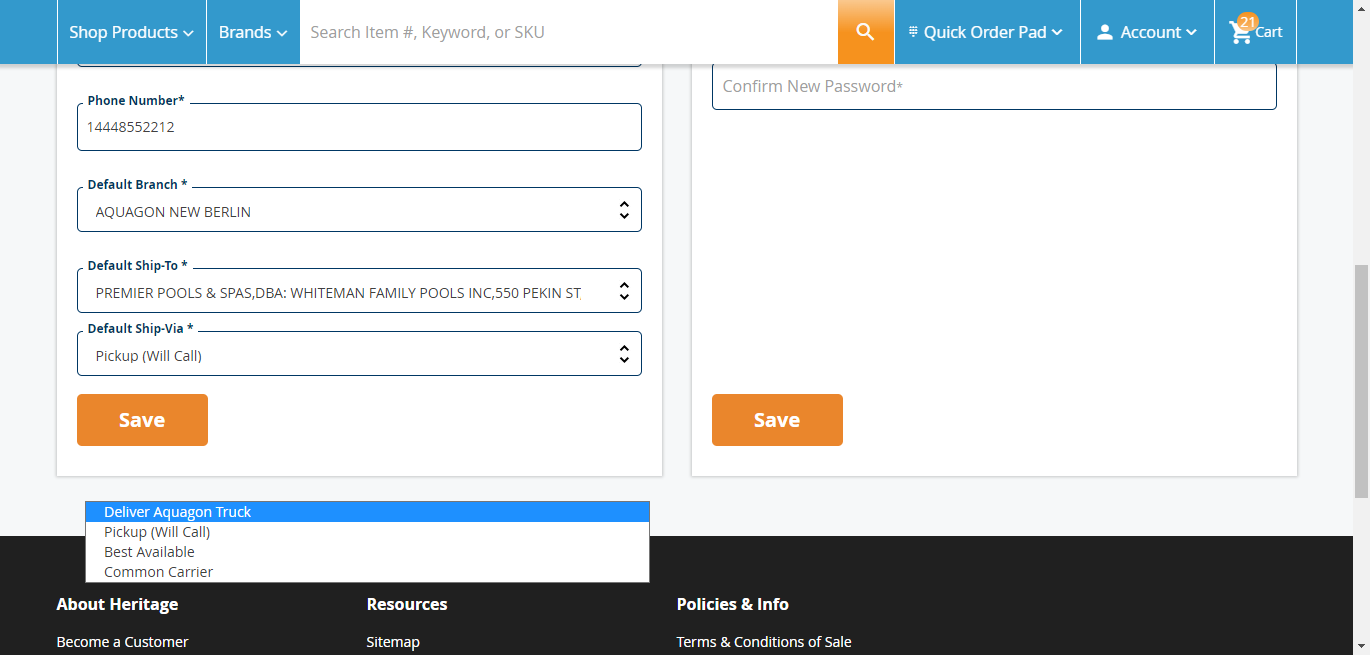 Shop Products
Brands
Search Item #, Keyword, or SKU
Quick Order Pad
Account
21
Cart
Phone Number*
14448552212
Default Branch *
AQUAGON NEW BERLIN
Default Ship-To *
PREMIER POOLS & SPAS,DBA: WHITEMAN FAMILY POOLS INC,550 PEKIN ST,
Default Ship-Via *
Pickup (Will Call)
Save
Confirm New Password*
Save
Deliver Aquagon Truck
Pickup (Will Call)
Best Available
Common Carrier
About Heritage
Resources
Policies & Info
Become a Customer
Sitemap
Terms & Conditions of Sale